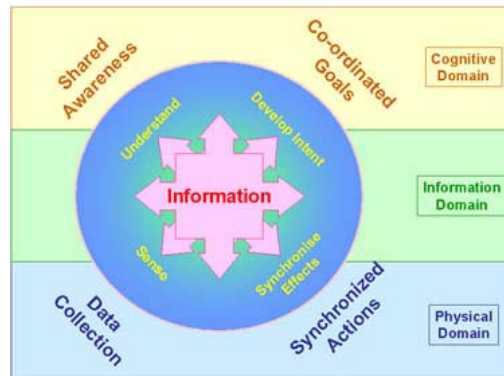 Shared
Awareness
Co-ordinated
Goals
Cognitive
Domain
Understand
Develop Intent
Information
Information
Domain
Sense
Synchronise
Effects
Data
Collection
Synchronized
Actions
Physical
Domain